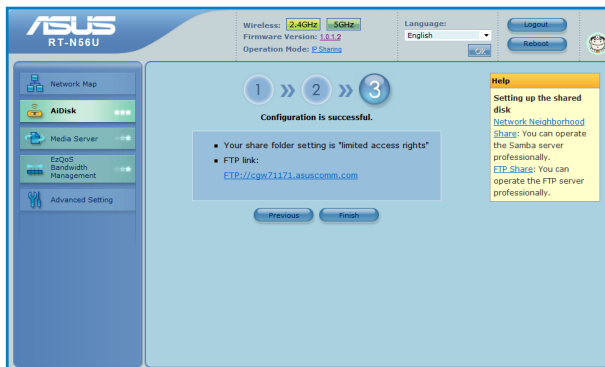 ASUS
RT-N56U
Wireless: 2.4GHz 5GHz
Firmware Version: 1.0.1.2
Operation Mode: IP Sharing
Language:
English
OK
Logout
Reboot
Network Map
AiDisk
Media Server
EzQoS
Bandwidth
Management
Advanced Setting
1 » 2 » 3
Configuration is successful.
▪ Your share folder setting is "limited access rights"
▪ FTP link:
FTP://cgw71171.asuscomm.com
Previous Finish
Help
Setting up the shared
disk
Network Neighborhood
Share: You can operate
the Samba server
professionally.
FTP Share: You can
operate the FTP server
professionally.